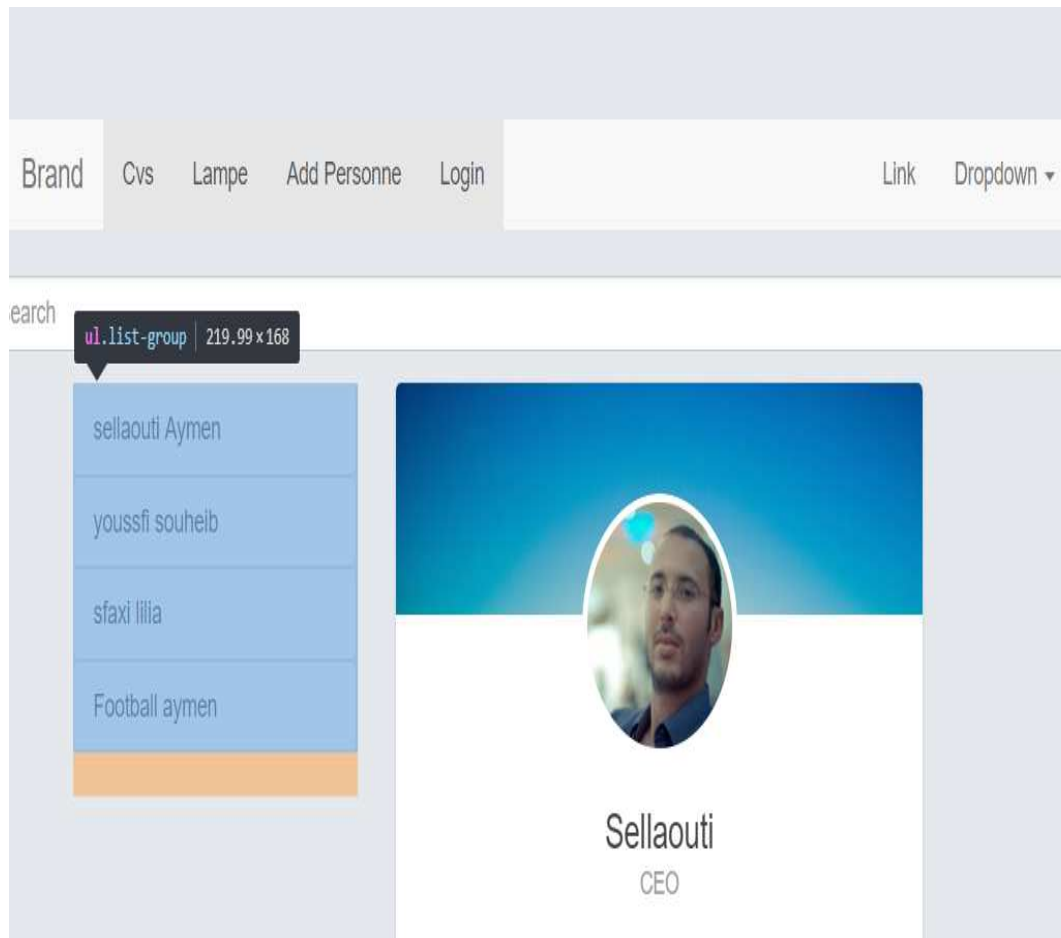 Brand Cvs Lampe Add Personne Login Link Dropdown
earch
ul.list-group 219.99 × 168
sellaouti Aymen
youssfi souheib
sfaxi lilia
Football aymen
Sellaouti
CEO